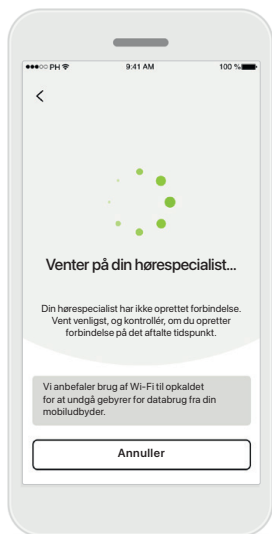 ●●●○○ PH 9:41 AM 100 %
Venter på din hørespecialist...
Din hørespecialist har ikke oprettet forbindelse.
Vent venligst, og kontrollér, om du opretter
forbindelse på det aftalte tidspunkt.
Vi anbefaler brug af Wi-Fi til opkaldet
for at undgå gebyrer for databrug fra din
mobiludbyder.
Annuller